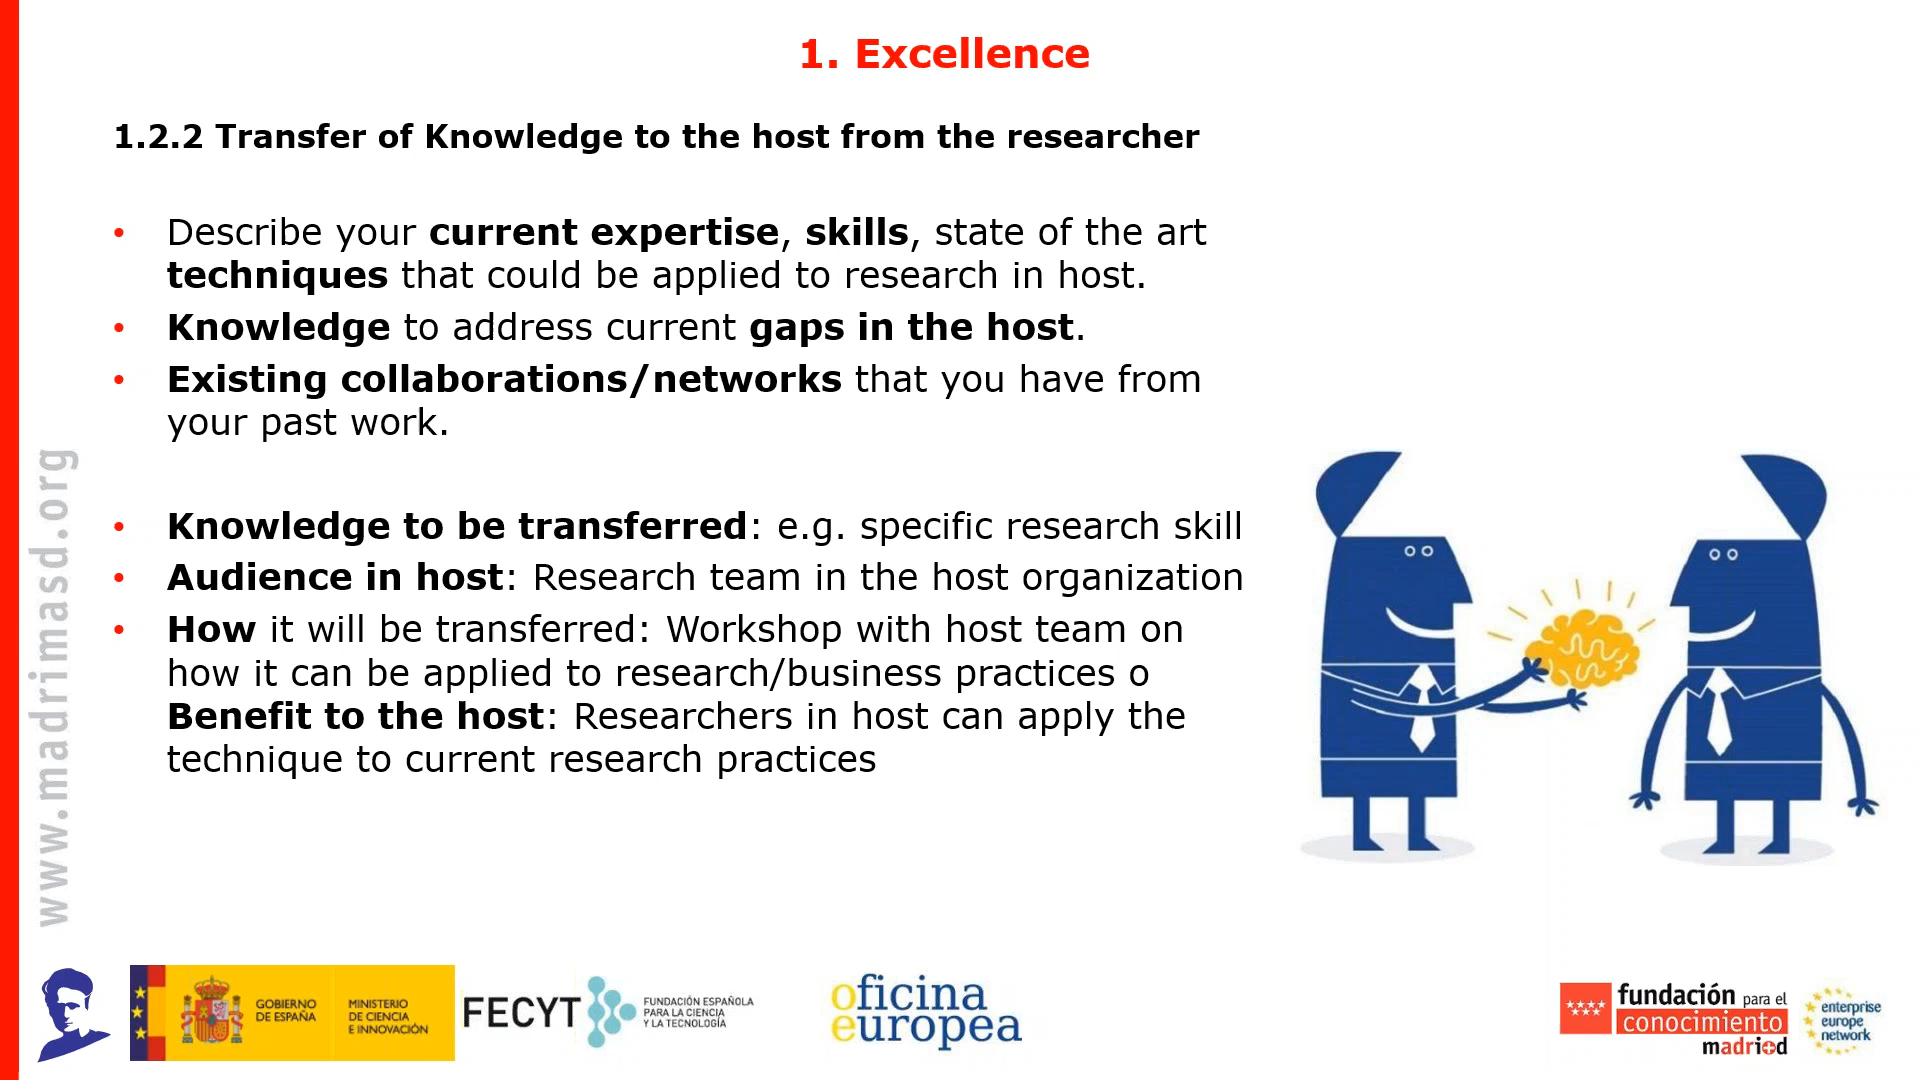 1. Excellence
1.2.2 Transfer of Knowledge to the host from the researcher
• Describe your current expertise, skills, state of the art
techniques that could be applied to research in host.
• Knowledge to address current gaps in the host.
• Existing collaborations/networks that you have from
your past work.
• Knowledge to be transferred: e.g. specific research skill
• Audience in host: Research team in the host organization
• How it will be transferred: Workshop with host team on
how it can be applied to research/business practices o
Benefit to the host: Researchers in host can apply the
technique to current research practices
www.madrimasd.org
GOBIERNO
DE ESPAÑA
MINISTERIO
DE CIENCIA
E INNOVACIÓN
FECYT
FUNDACIÓN ESPAÑOLA
PARA LA CIENCIA
Y LA TECNOLOGÍA
oficina
europea
fundación para el
conocimiento
madri+d
enterprise
europe
network